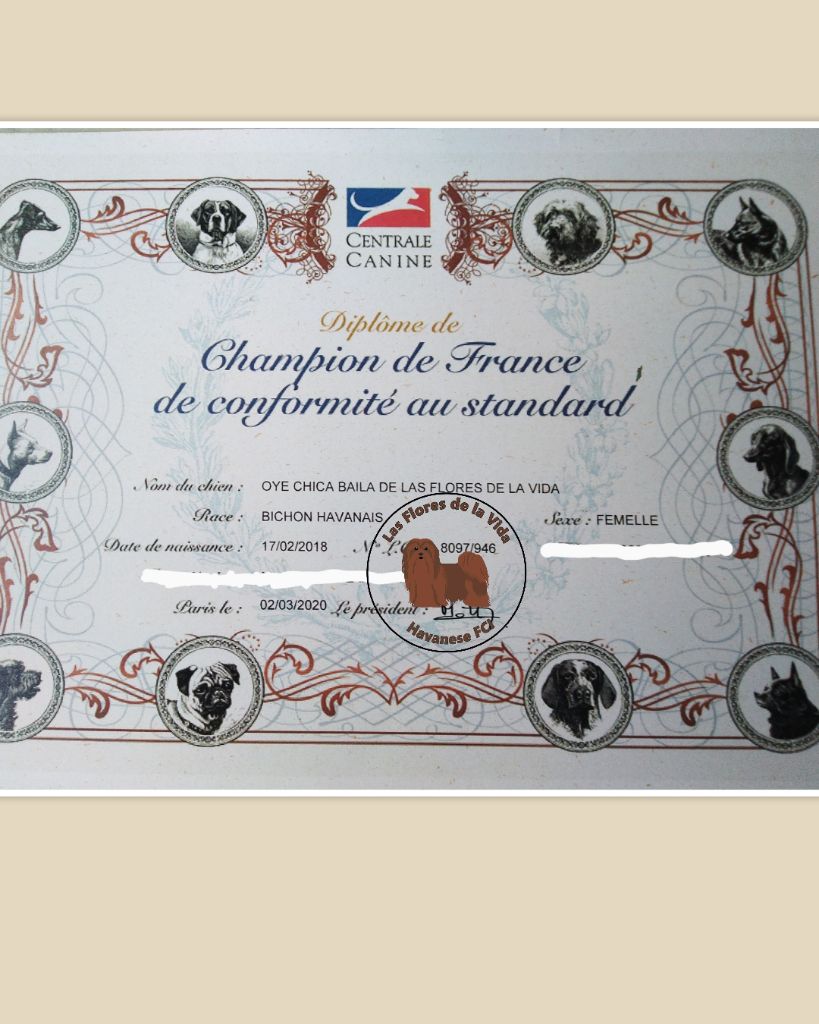 CENTRALE
CANINE
Diplôme de
Champion de France
de conformité au standard
Nom du chien : OYE CHICA BAILA DE LAS FLORES DE LA VIDA
Race : BICHON HAVANAIS Sexe : FEMELLE
Date de naissance : 17/02/2018 N° 8097/946
Paris le : 02/03/2020 Le président :
Las Flores de la Vida
Havanese FCI